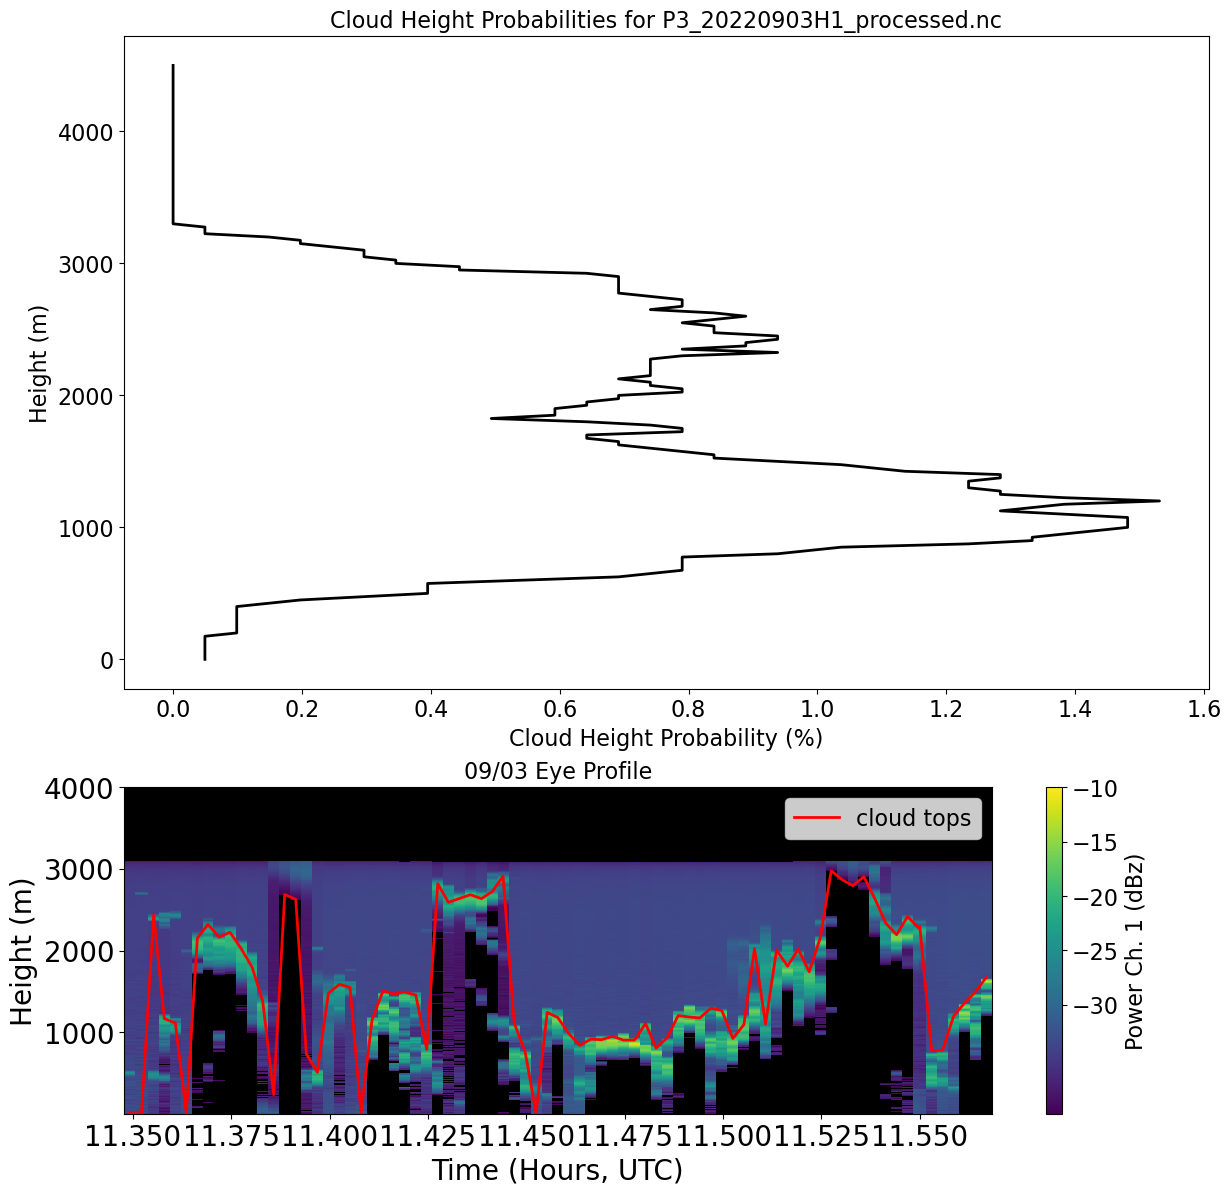 Cloud Height Probabilities for P3_20220903H1_processed.nc
Height (m)
4000
3000
2000
1000
0
0.0 0.2 0.4 0.6 0.8 1.0 1.2 1.4 1.6
Cloud Height Probability (%)
09/03 Eye Profile
Height (m)
4000
3000
2000
1000
cloud tops
11.350 11.375 11.400 11.425 11.450 11.475 11.500 11.525 11.550
Time (Hours, UTC)
−10
−15
−20
−25
−30
Power Ch. 1 (dBz)